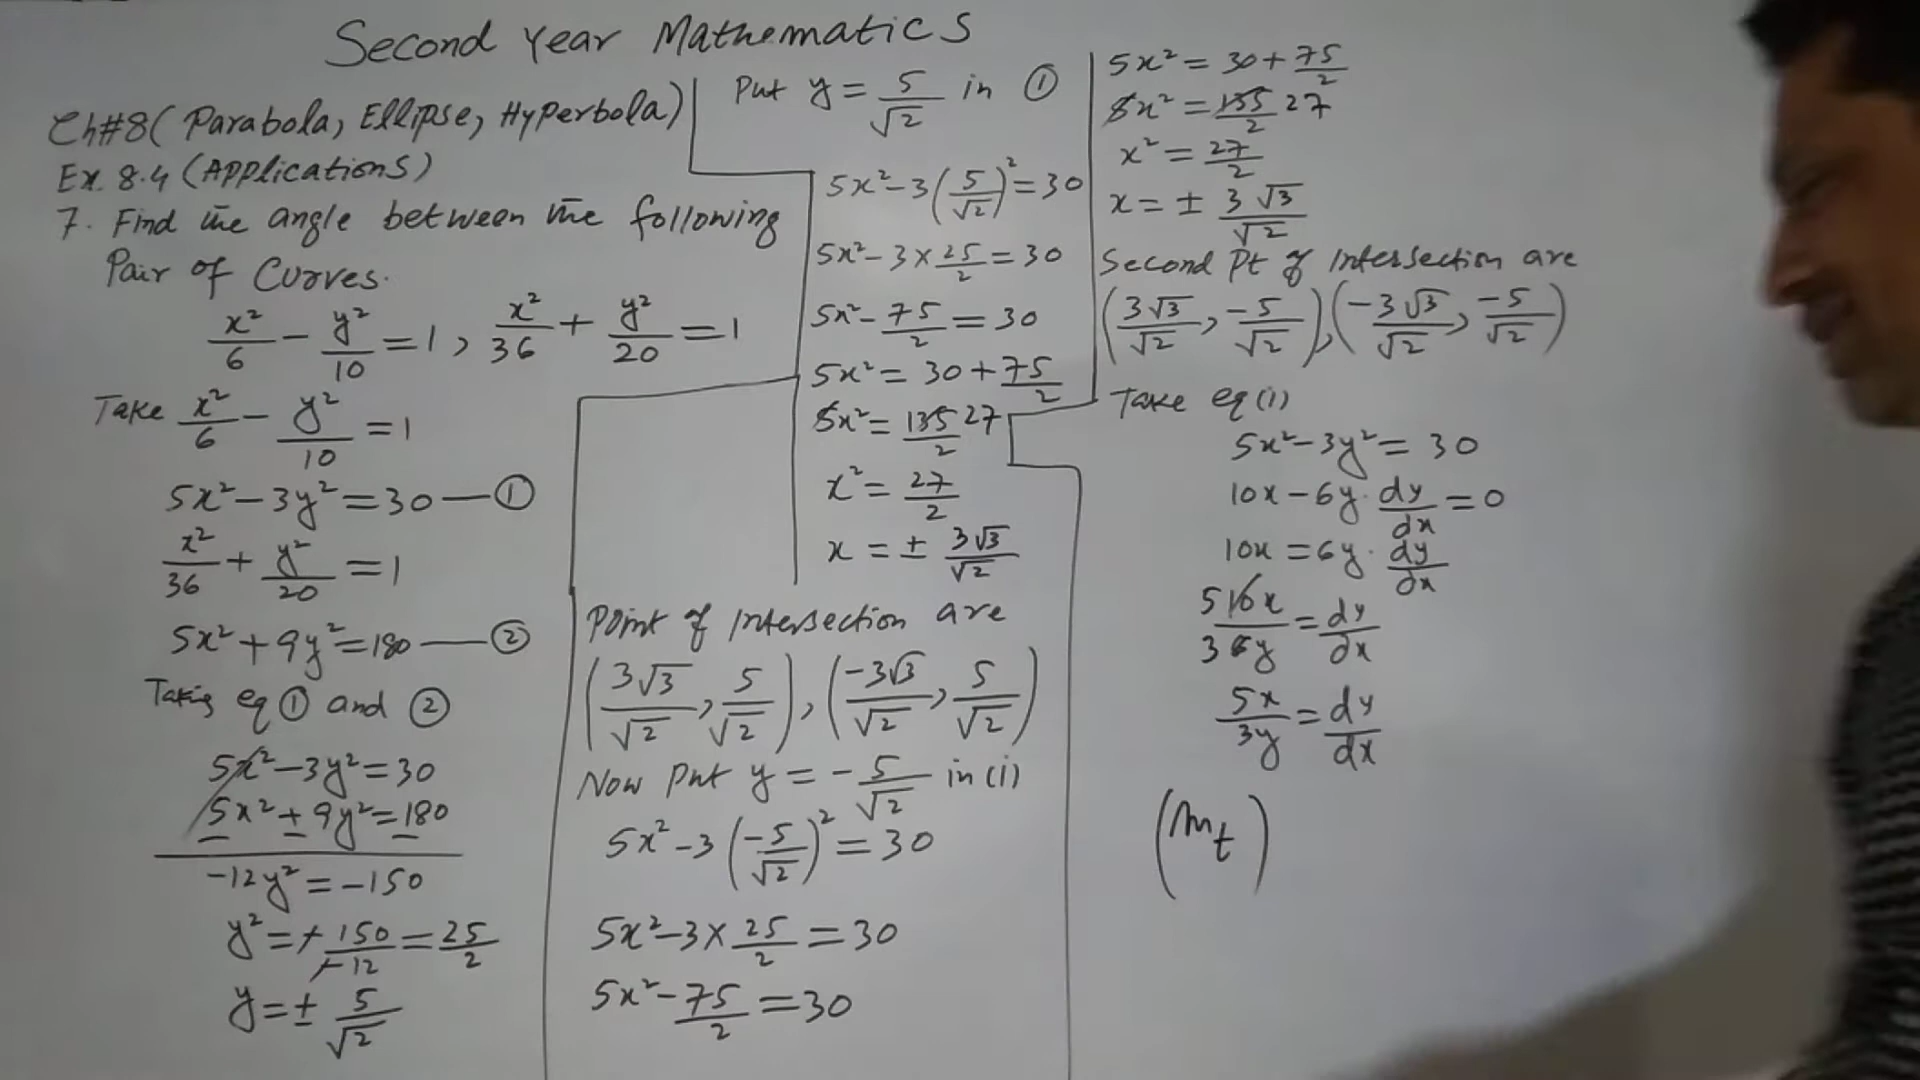 Second Year Mathematics
Ch#8( Parabola, Ellipse, Hyperbola)
Ex. 8.4 (Applications)
7. Find the angle between the following
Pair of Curves.
x²/6 - y²/10 = 1, x²/36 + y²/20 = 1
Take x²/6 - y²/10 = 1
5x² - 3y² = 30 — ①
x²/36 + y²/20 = 1
5x² + 9y² = 180 — ②
Taking eq ① and ②
5x² - 3y² = 30
5x² + 9y² = 180
-12y² = -150
y² = +150/-12 = 25/2
y = ± 5/√2
Put y = 5/√2 in ①
5x² - 3(5/√2)² = 30
5x² - 3 × 25/2 = 30
5x² - 75/2 = 30
5x² = 30 + 75/2
5x² = 135/2 27
x² = 27/2
x = ± 3√3/√2
Point of intersection are
(3√3/√2, 5/√2), (-3√3/√2, 5/√2)
Now Put y = - 5/√2 in (i)
5x² - 3(-5/√2)² = 30
5x² - 3 × 25/2 = 30
5x² - 75/2 = 30
5x² = 30 + 75/2
5x² = 135/2 27
x² = 27/2
x = ± 3√3/√2
Second Pt of intersection are
(3√3/√2, -5/√2), (-3√3/√2, -5/√2)
Take eq (i)
5x² - 3y² = 30
10x - 6y · dy/dx = 0
10x = 6y · dy/dx
5 10x / 3 6y = dy/dx
5x/3y = dy/dx
(m_t)